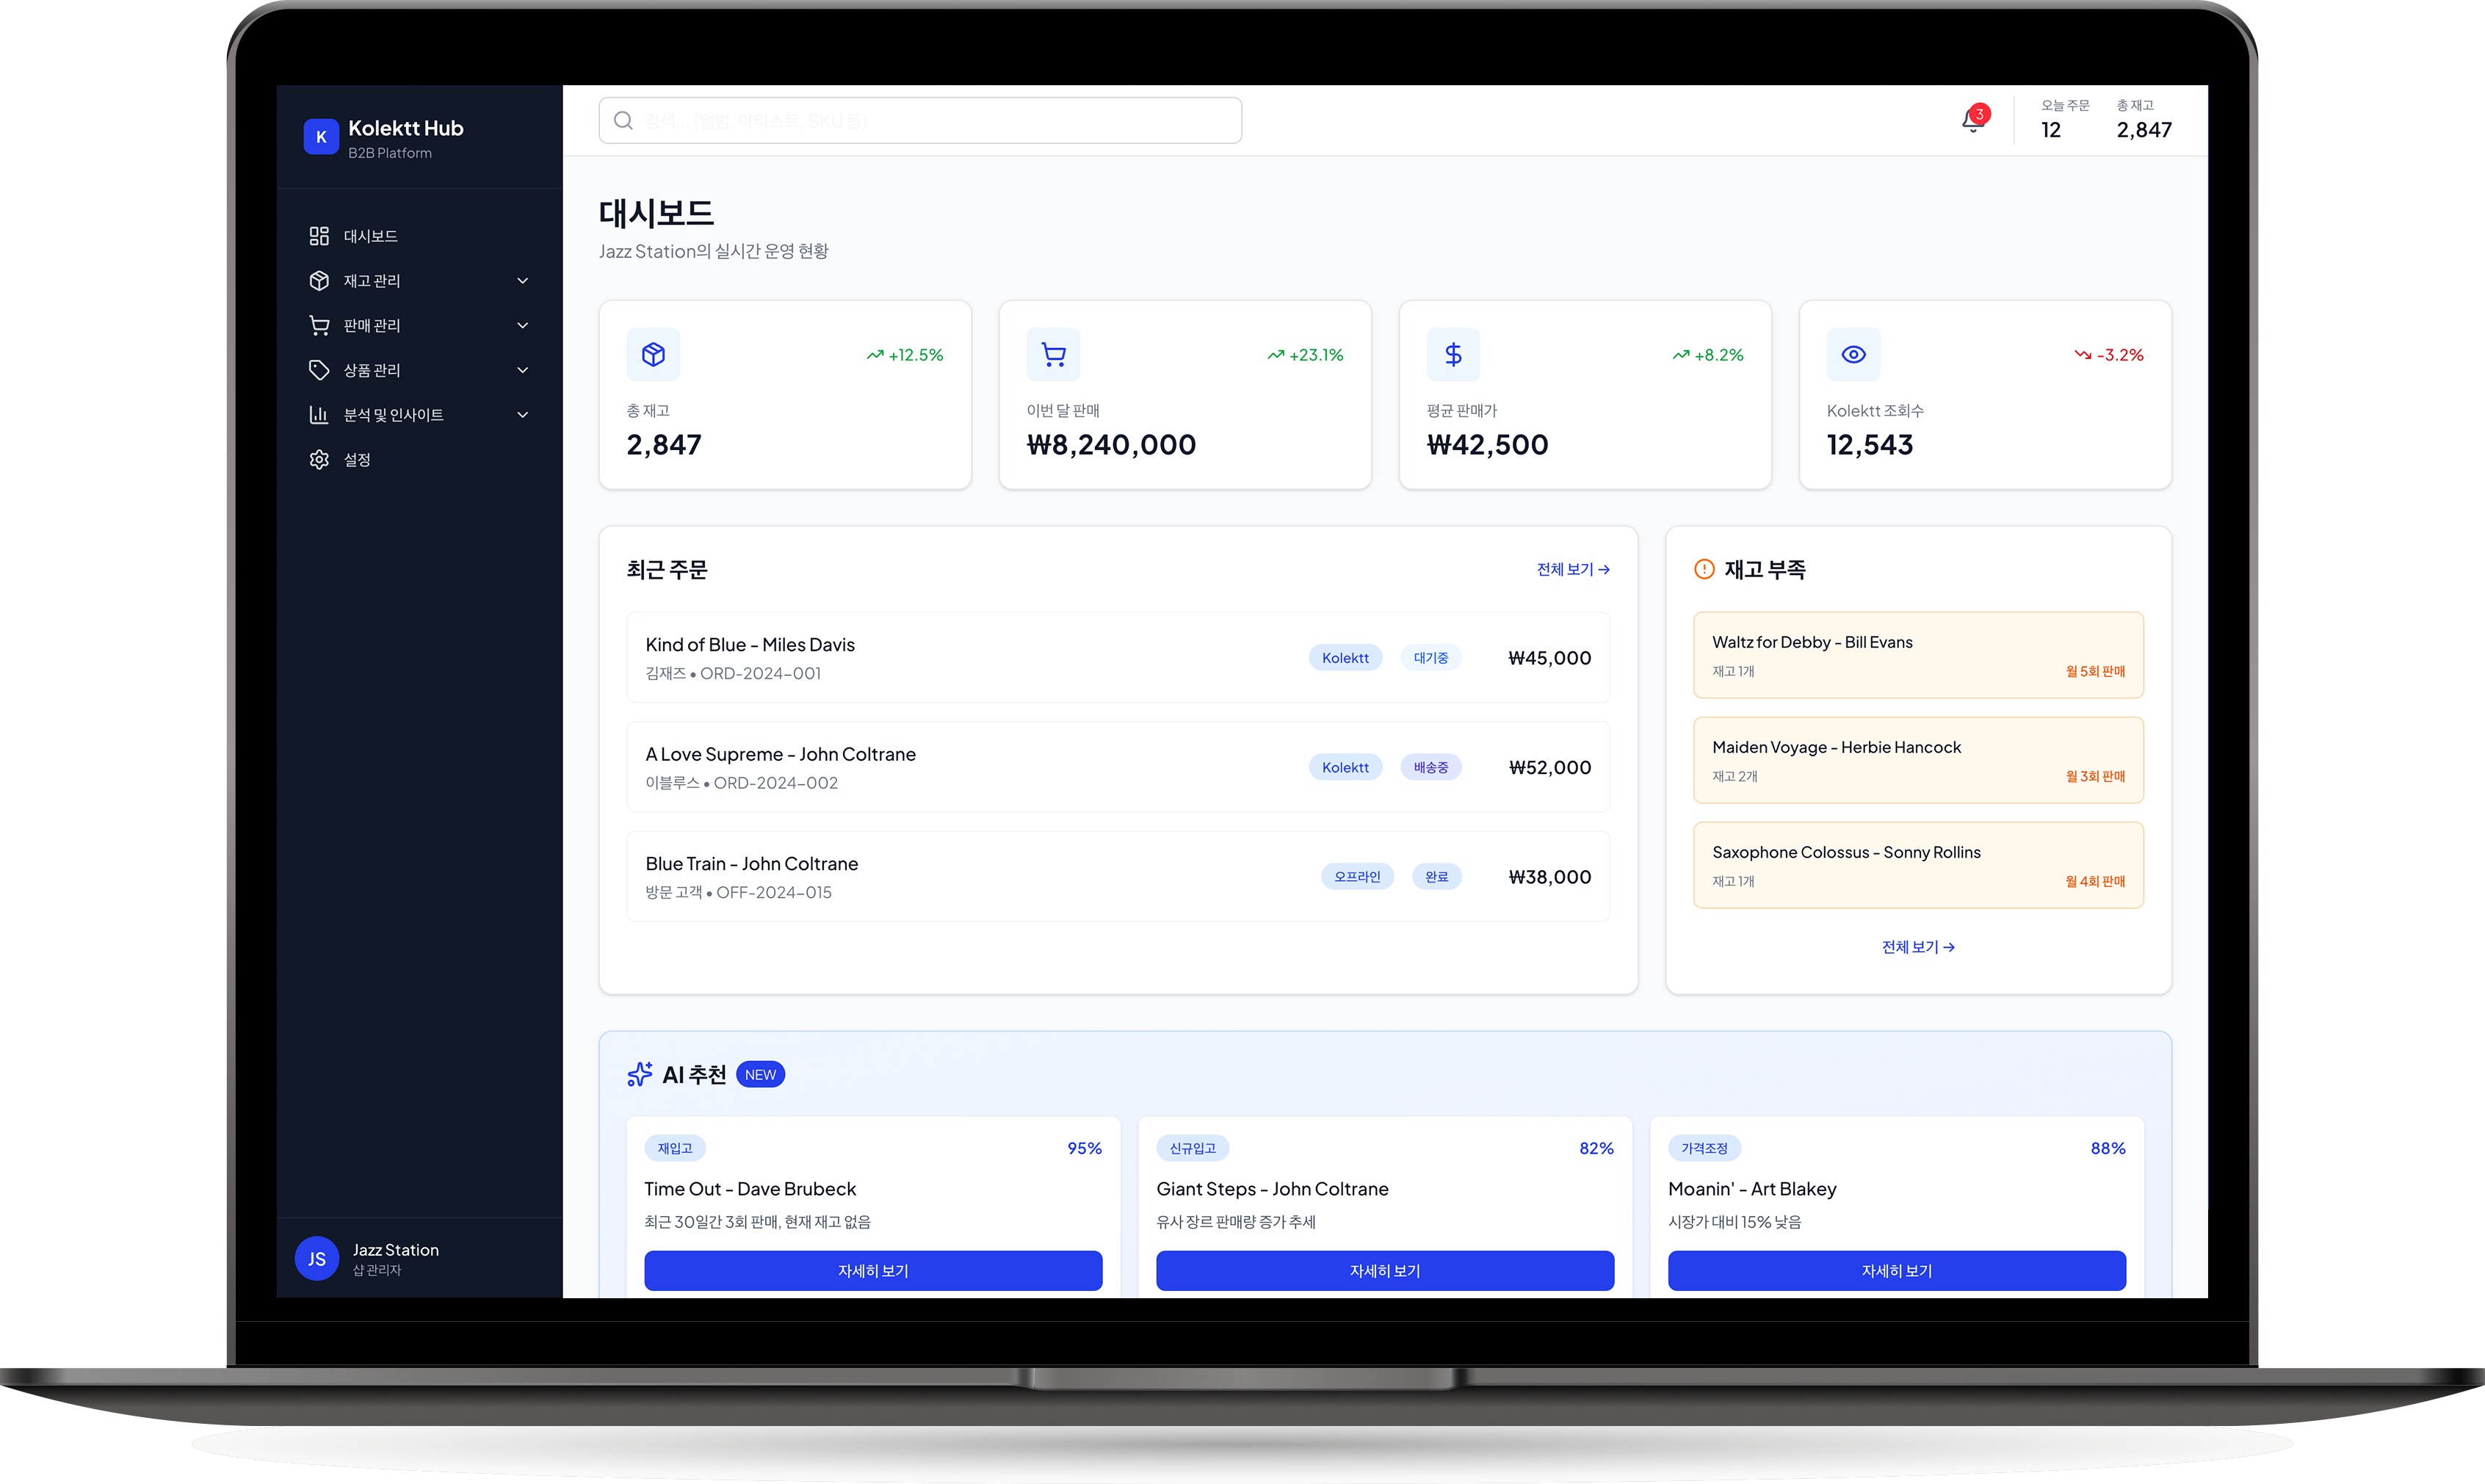 K
Kolektt Hub
B2B Platform
대시보드
재고 관리
판매 관리
상품 관리
분석 및 인사이트
설정
JS
Jazz Station
샵 관리자
검색... (앨범, 아티스트, SKU 등)
3
오늘 주문
12
총 재고
2,847
대시보드
Jazz Station의 실시간 운영 현황
+12.5%
총 재고
2,847
+23.1%
이번 달 판매
₩8,240,000
+8.2%
평균 판매가
₩42,500
-3.2%
Kolektt 조회수
12,543
최근 주문
전체 보기 →
Kind of Blue - Miles Davis
김재즈 • ORD-2024-001
Kolektt
대기중
₩45,000
A Love Supreme - John Coltrane
이블루스 • ORD-2024-002
Kolektt
배송중
₩52,000
Blue Train - John Coltrane
방문 고객 • OFF-2024-015
오프라인
완료
₩38,000
재고 부족
Waltz for Debby - Bill Evans
재고 1개
월 5회 판매
Maiden Voyage - Herbie Hancock
재고 2개
월 3회 판매
Saxophone Colossus - Sonny Rollins
재고 1개
월 4회 판매
전체 보기 →
AI 추천
NEW
재입고
95%
Time Out - Dave Brubeck
최근 30일간 3회 판매, 현재 재고 없음
자세히 보기
신규입고
82%
Giant Steps - John Coltrane
유사 장르 판매량 증가 추세
자세히 보기
가격조정
88%
Moanin' - Art Blakey
시장가 대비 15% 낮음
자세히 보기